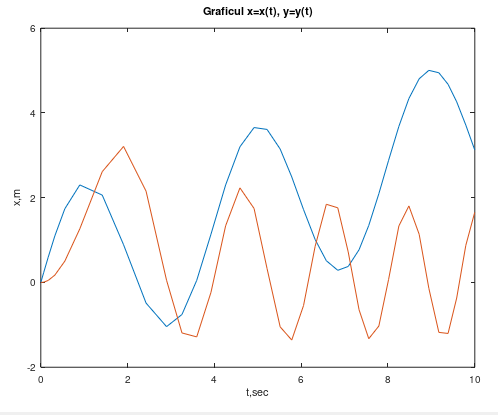 Graficul x=x(t), y=y(t)
6
4
2
0
-2
x,m
0 2 4 6 8 10
t,sec